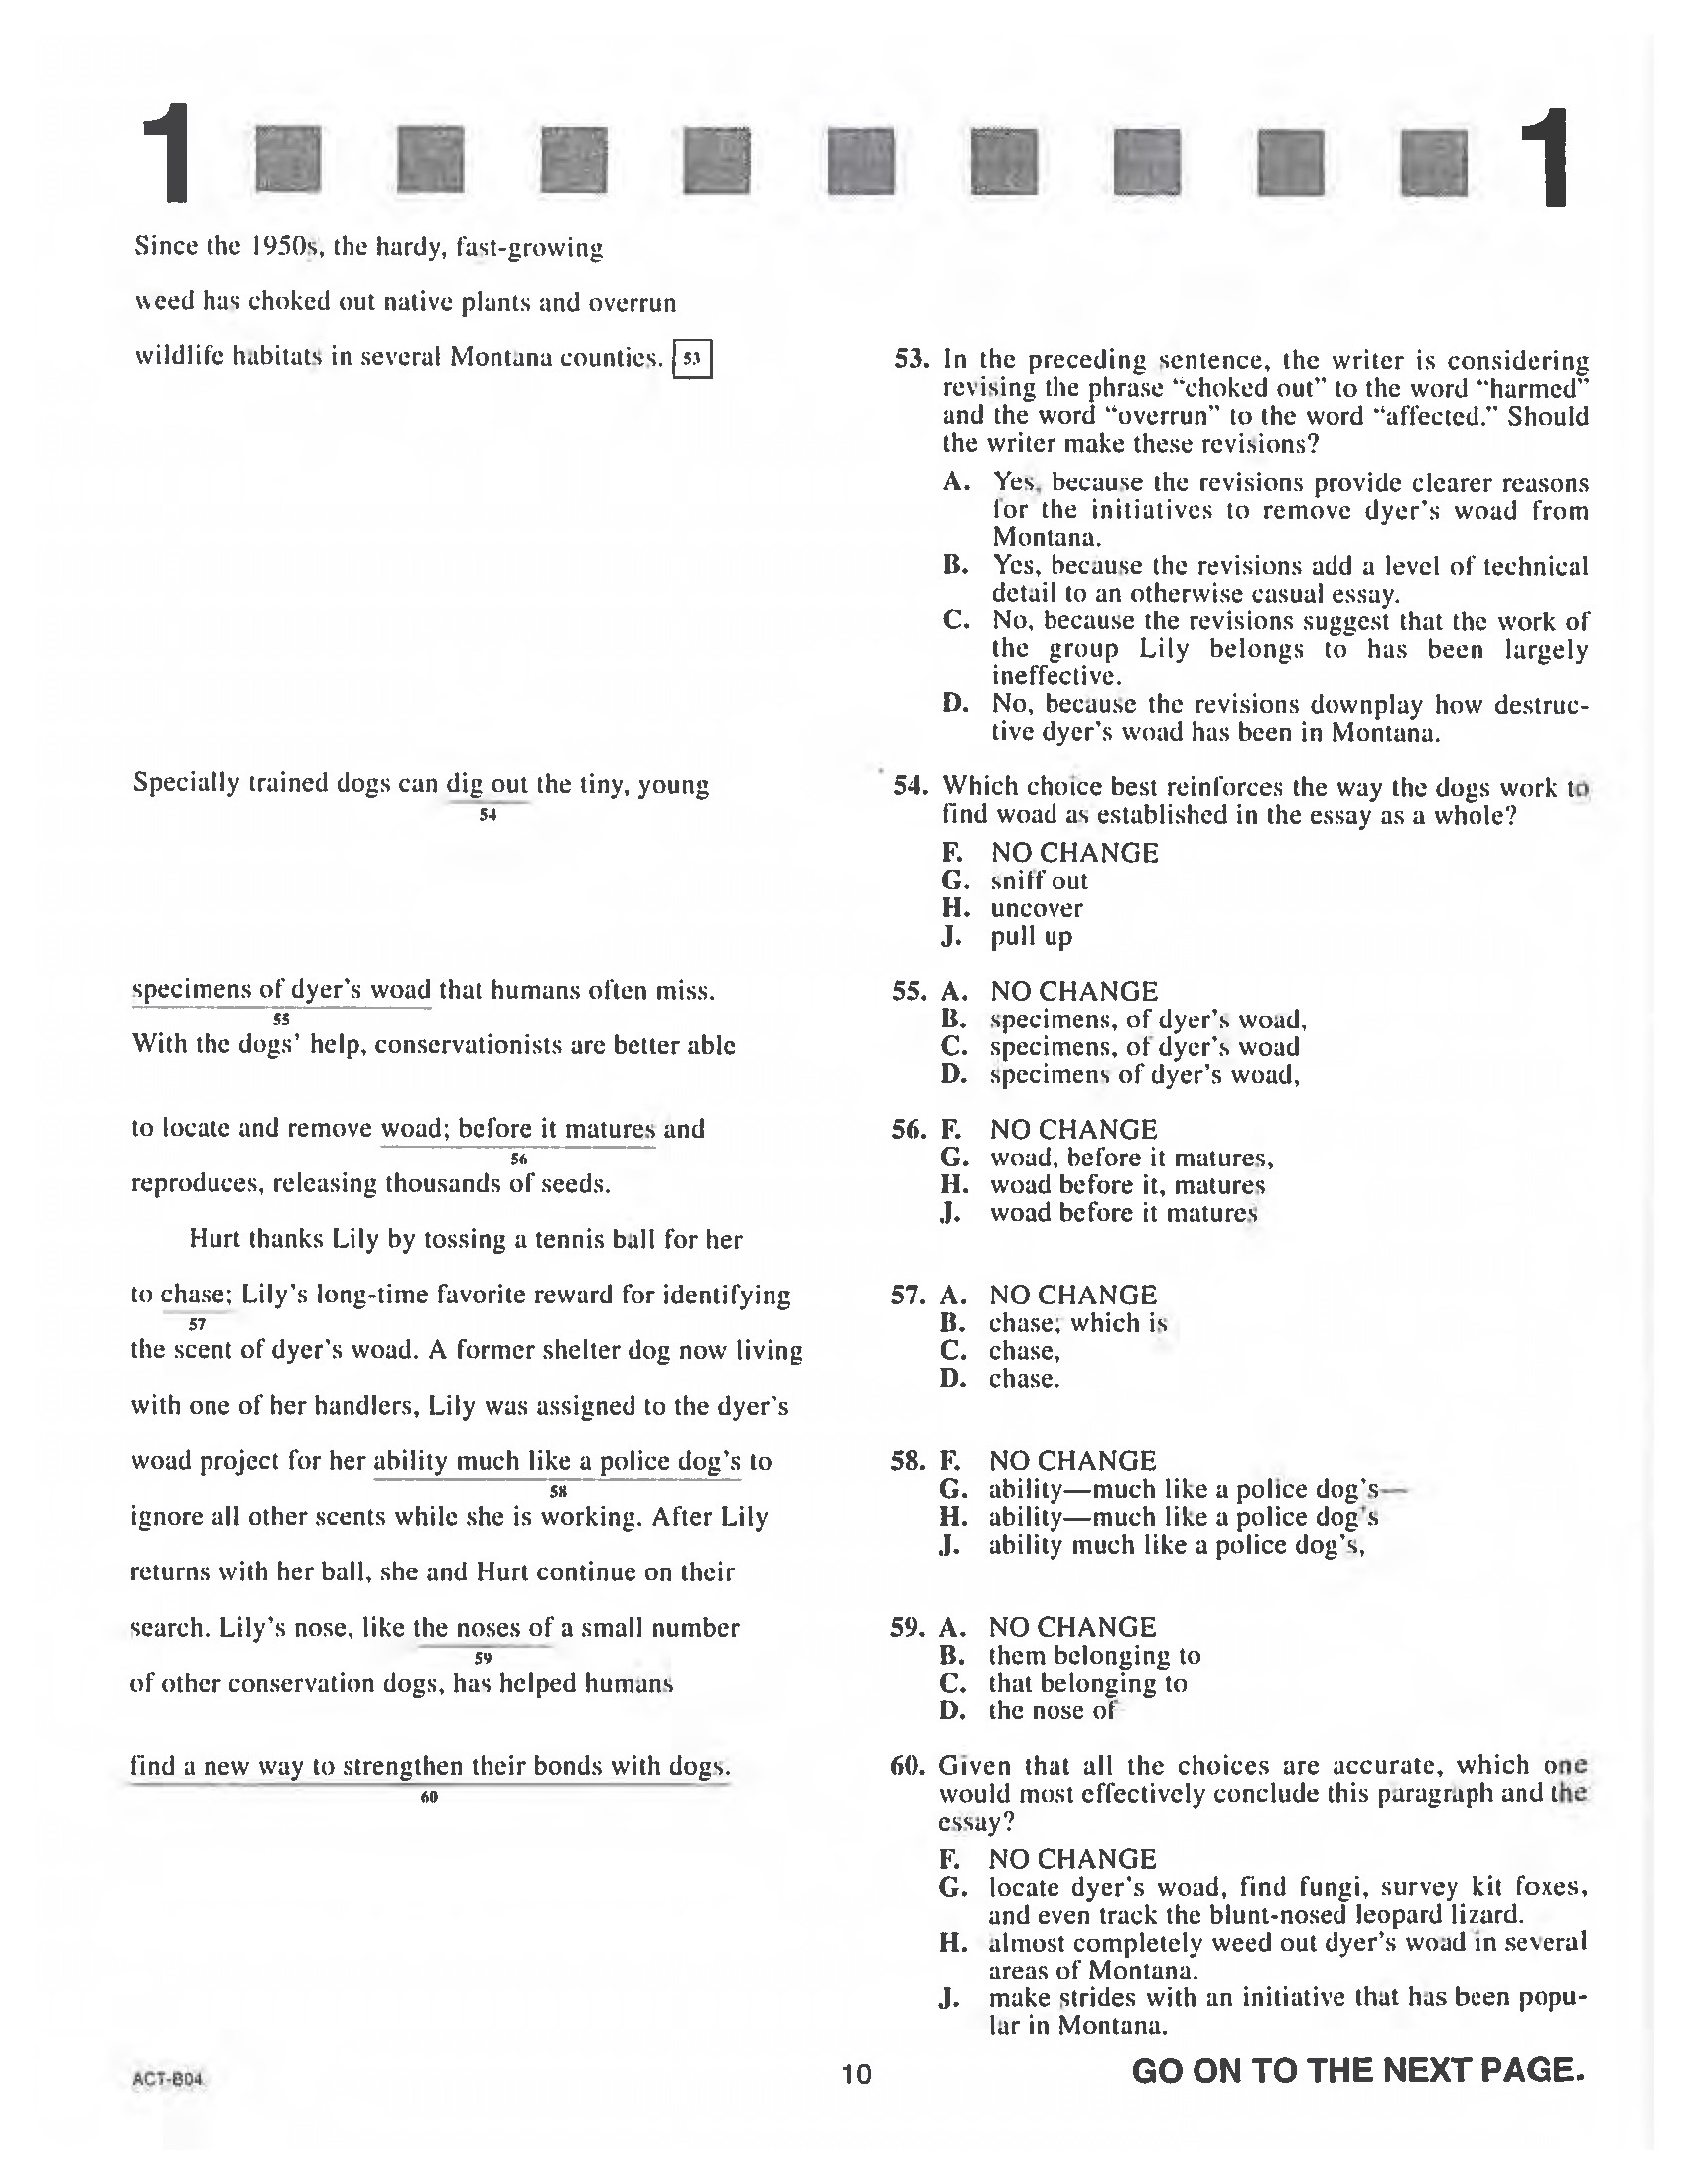 1 1
Since the 1950s, the hardy, fast-growing
weed has choked out native plants and overrun
wildlife habitats in several Montana counties. 53
53. In the preceding sentence, the writer is considering
revising the phrase “choked out” to the word “harmed”
and the word “overrun” to the word “affected.” Should
the writer make these revisions?
A. Yes, because the revisions provide clearer reasons
for the initiatives to remove dyer’s woad from
Montana.
B. Yes, because the revisions add a level of technical
detail to an otherwise casual essay.
C. No, because the revisions suggest that the work of
the group Lily belongs to has been largely
ineffective.
D. No, because the revisions downplay how destruc-
tive dyer’s woad has been in Montana.
Specially trained dogs can dig out the tiny, young
54
54. Which choice best reinforces the way the dogs work to
find woad as established in the essay as a whole?
F. NO CHANGE
G. sniff out
H. uncover
J. pull up
specimens of dyer’s woad that humans often miss.
55
With the dogs’ help, conservationists are better able
55. A. NO CHANGE
B. specimens, of dyer’s woad,
C. specimens, of dyer’s woad
D. specimens of dyer’s woad,
to locate and remove woad; before it matures and
56
reproduces, releasing thousands of seeds.
56. F. NO CHANGE
G. woad, before it matures,
H. woad before it, matures
J. woad before it matures
Hurt thanks Lily by tossing a tennis ball for her
to chase; Lily’s long-time favorite reward for identifying
57
the scent of dyer’s woad. A former shelter dog now living
with one of her handlers, Lily was assigned to the dyer’s
57. A. NO CHANGE
B. chase; which is
C. chase,
D. chase.
woad project for her ability much like a police dog’s to
58
ignore all other scents while she is working. After Lily
returns with her ball, she and Hurt continue on their
58. F. NO CHANGE
G. ability—much like a police dog’s—
H. ability—much like a police dog’s
J. ability much like a police dog’s,
search. Lily’s nose, like the noses of a small number
59
of other conservation dogs, has helped humans
59. A. NO CHANGE
B. them belonging to
C. that belonging to
D. the nose of
find a new way to strengthen their bonds with dogs.
60
60. Given that all the choices are accurate, which one
would most effectively conclude this paragraph and the
essay?
F. NO CHANGE
G. locate dyer’s woad, find fungi, survey kit foxes,
and even track the blunt-nosed leopard lizard.
H. almost completely weed out dyer’s woad in several
areas of Montana.
J. make strides with an initiative that has been popu-
lar in Montana.
ACT-B04
10
GO ON TO THE NEXT PAGE.